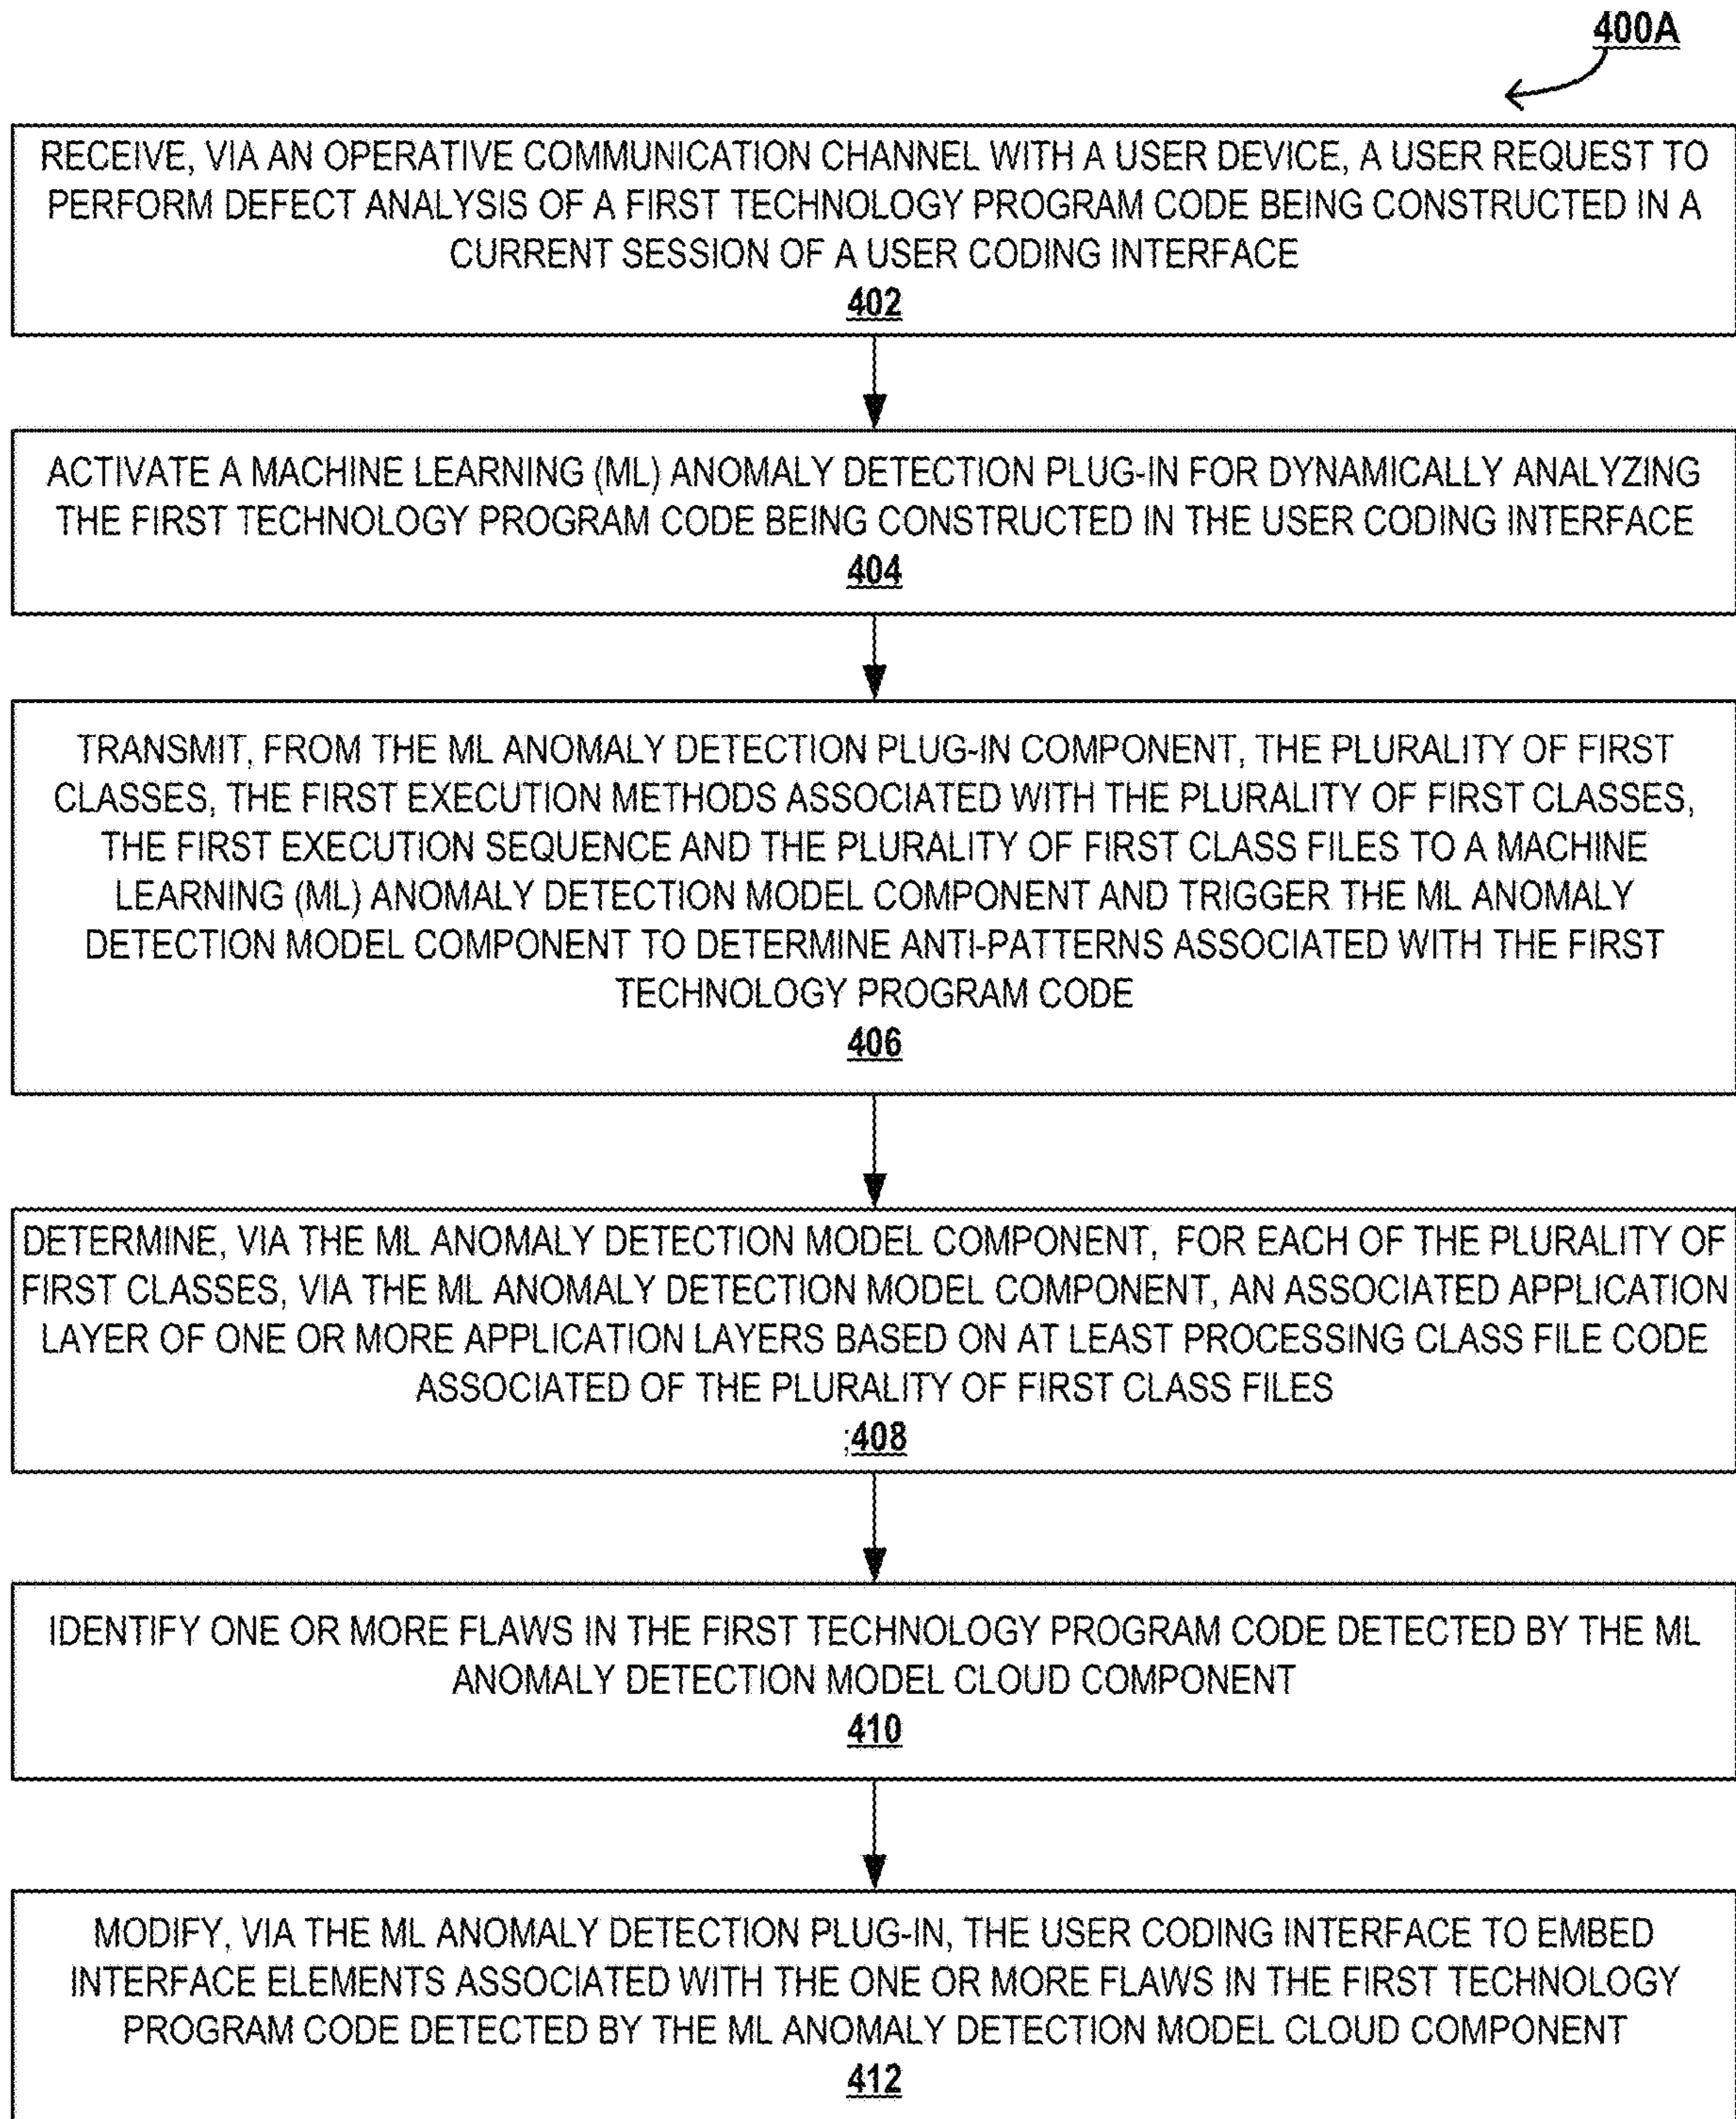 400A
RECEIVE, VIA AN OPERATIVE COMMUNICATION CHANNEL WITH A USER DEVICE, A USER REQUEST TO
PERFORM DEFECT ANALYSIS OF A FIRST TECHNOLOGY PROGRAM CODE BEING CONSTRUCTED IN A
CURRENT SESSION OF A USER CODING INTERFACE
402
ACTIVATE A MACHINE LEARNING (ML) ANOMALY DETECTION PLUG-IN FOR DYNAMICALLY ANALYZING
THE FIRST TECHNOLOGY PROGRAM CODE BEING CONSTRUCTED IN THE USER CODING INTERFACE
404
TRANSMIT, FROM THE ML ANOMALY DETECTION PLUG-IN COMPONENT, THE PLURALITY OF FIRST
CLASSES, THE FIRST EXECUTION METHODS ASSOCIATED WITH THE PLURALITY OF FIRST CLASSES,
THE FIRST EXECUTION SEQUENCE AND THE PLURALITY OF FIRST CLASS FILES TO A MACHINE
LEARNING (ML) ANOMALY DETECTION MODEL COMPONENT AND TRIGGER THE ML ANOMALY
DETECTION MODEL COMPONENT TO DETERMINE ANTI-PATTERNS ASSOCIATED WITH THE FIRST
TECHNOLOGY PROGRAM CODE
406
DETERMINE, VIA THE ML ANOMALY DETECTION MODEL COMPONENT, FOR EACH OF THE PLURALITY OF
FIRST CLASSES, VIA THE ML ANOMALY DETECTION MODEL COMPONENT, AN ASSOCIATED APPLICATION
LAYER OF ONE OR MORE APPLICATION LAYERS BASED ON AT LEAST PROCESSING CLASS FILE CODE
ASSOCIATED OF THE PLURALITY OF FIRST CLASS FILES
;408
IDENTIFY ONE OR MORE FLAWS IN THE FIRST TECHNOLOGY PROGRAM CODE DETECTED BY THE ML
ANOMALY DETECTION MODEL CLOUD COMPONENT
410
MODIFY, VIA THE ML ANOMALY DETECTION PLUG-IN, THE USER CODING INTERFACE TO EMBED
INTERFACE ELEMENTS ASSOCIATED WITH THE ONE OR MORE FLAWS IN THE FIRST TECHNOLOGY
PROGRAM CODE DETECTED BY THE ML ANOMALY DETECTION MODEL CLOUD COMPONENT
412